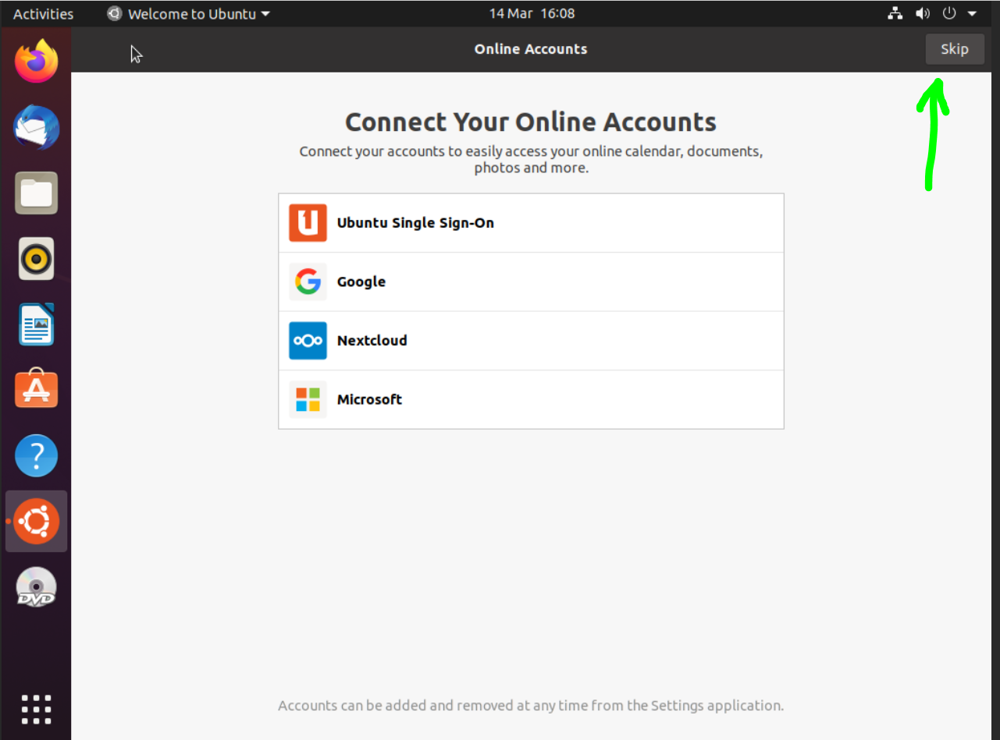 Activities
Welcome to Ubuntu
14 Mar 16:08
Online Accounts
Skip
Connect Your Online Accounts
Connect your accounts to easily access your online calendar, documents,
photos and more.
Ubuntu Single Sign-On
Google
Nextcloud
Microsoft
DVD
Accounts can be added and removed at any time from the Settings application.